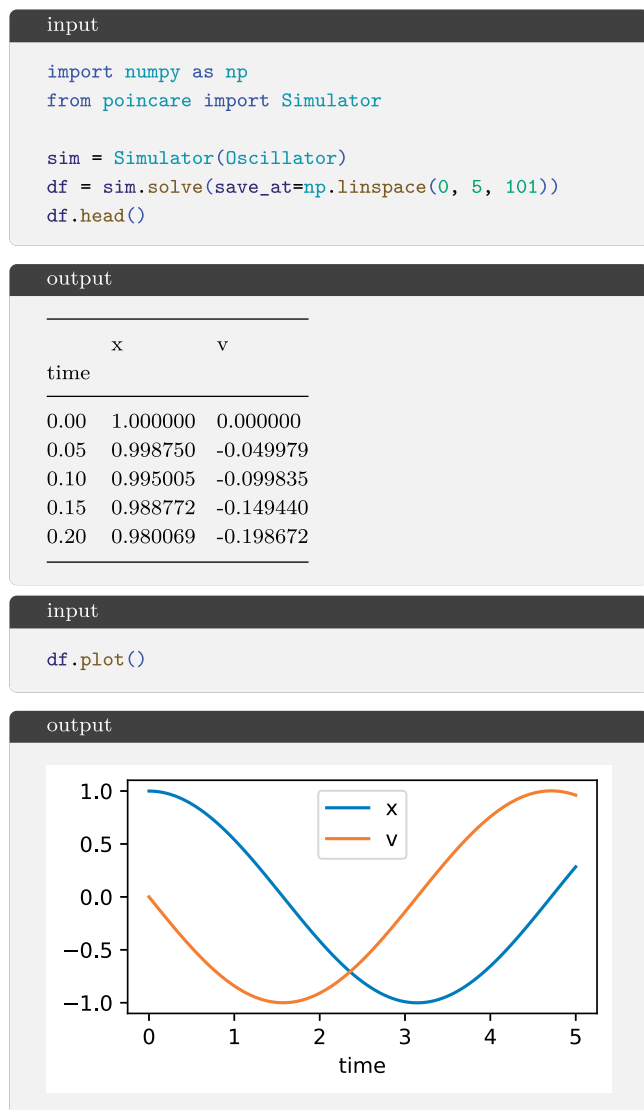 input
import numpy as np
from poincare import Simulator
sim = Simulator(Oscillator)
df = sim.solve(save_at=np.linspace(0, 5, 101))
df.head()
output
x v
time
0.00 1.000000 0.000000
0.05 0.998750 -0.049979
0.10 0.995005 -0.099835
0.15 0.988772 -0.149440
0.20 0.980069 -0.198672
input
df.plot()
output
1.0
0.5
0.0
−0.5
−1.0
x
v
0 1 2 3 4 5
time